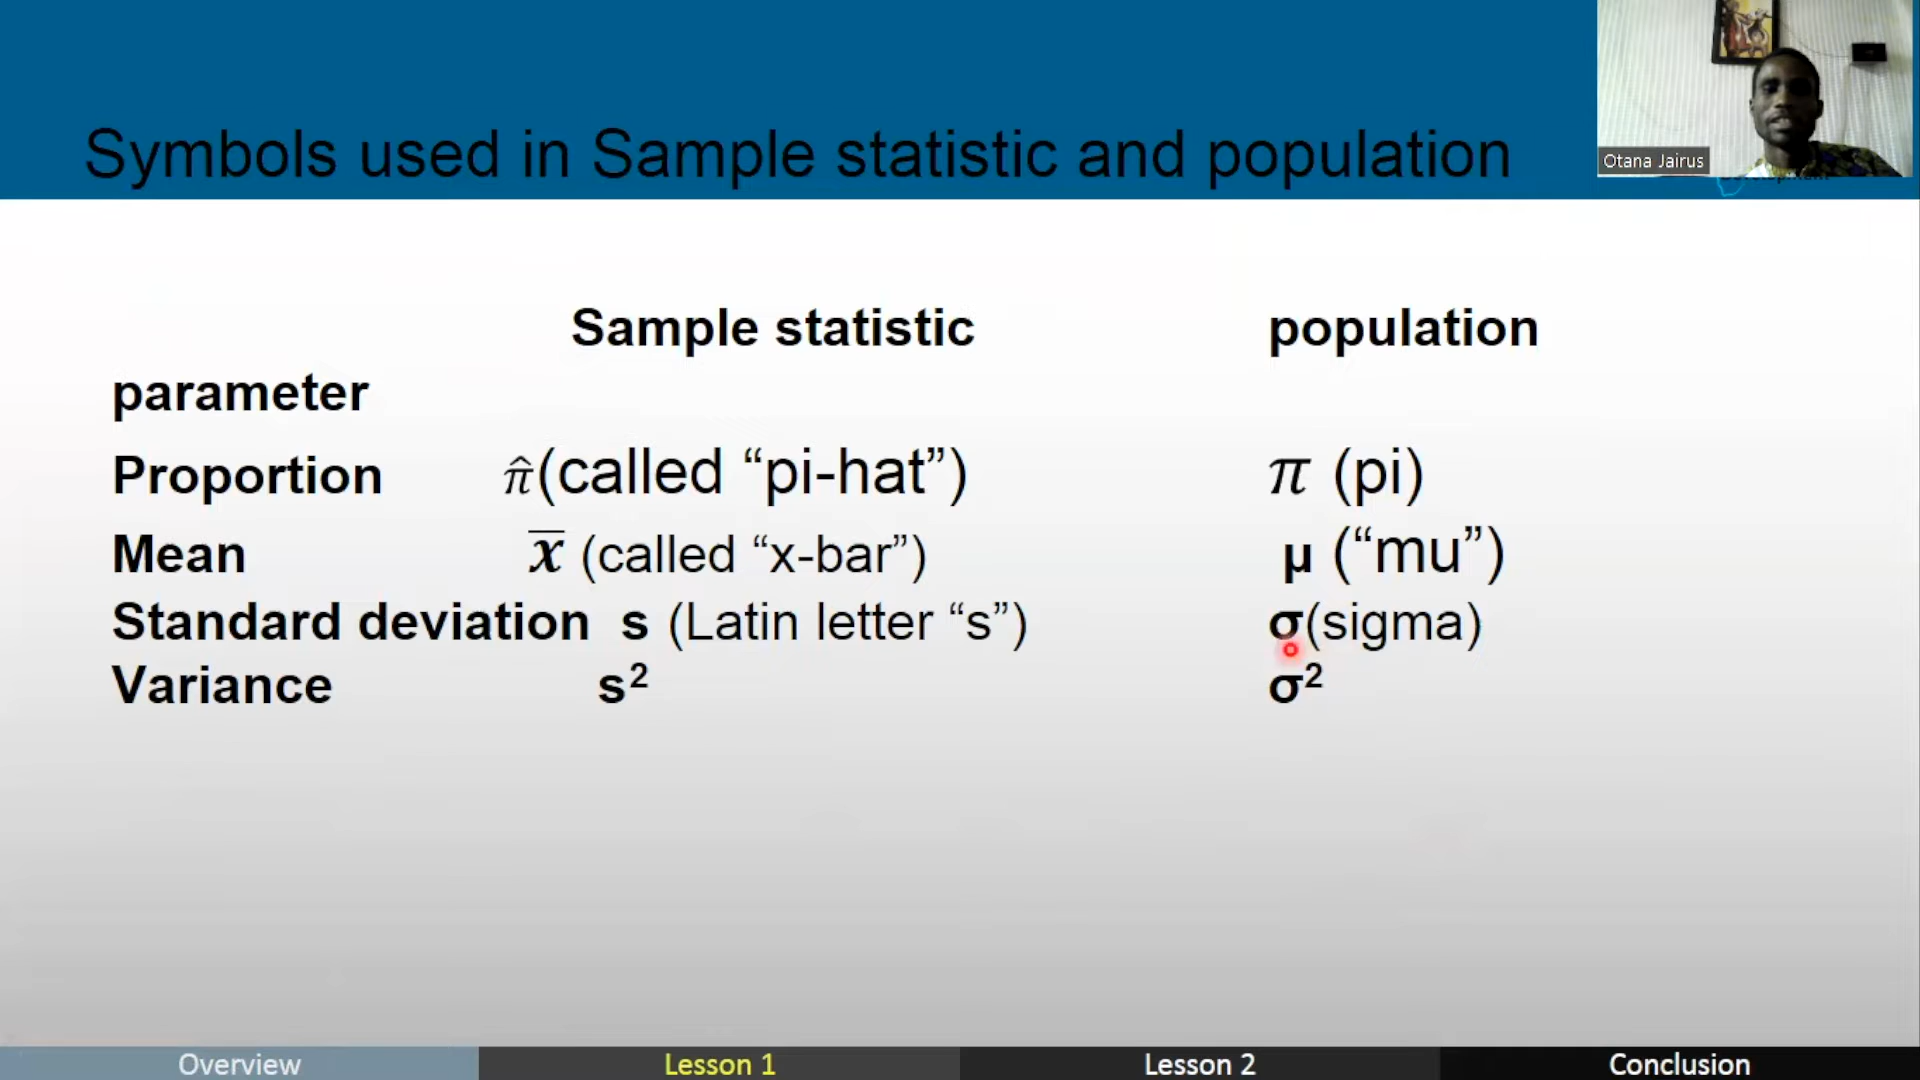 Symbols used in Sample statistic and population
Otana Jairus
Sample statistic population
parameter
Proportion π̂(called “pi-hat”) π (pi)
Mean x̅ (called “x-bar”) μ (“mu”)
Standard deviation s (Latin letter “s”) σ(sigma)
Variance s² σ²
Overview Lesson 1 Lesson 2 Conclusion